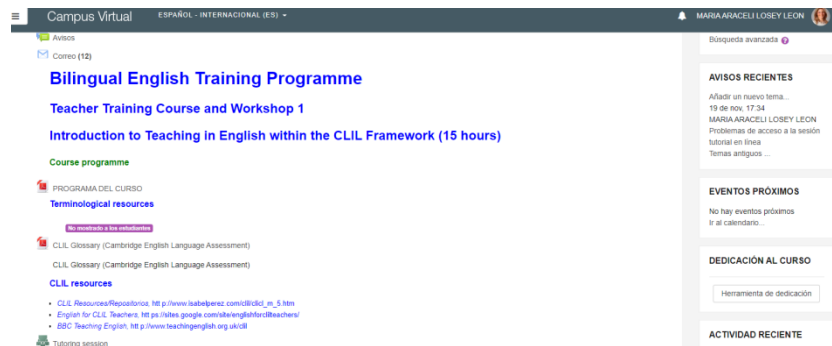 Campus Virtual ESPAÑOL - INTERNACIONAL (ES)
MARIA ARACELI LOSEY LEON
Avisos
Correo (12)
Bilingual English Training Programme
Teacher Training Course and Workshop 1
Introduction to Teaching in English within the CLIL Framework (15 hours)
Course programme
PROGRAMA DEL CURSO
Terminological resources
No mostrado a los estudiantes
CLIL Glossary (Cambridge English Language Assessment)
CLIL Glossary (Cambridge English Language Assessment)
CLIL resources
CLIL Resources/Repositorios, htt p://www.isabelperez.com/clil/clicl_m_5.htm
English for CLIL Teachers, htt ps://sites.google.com/site/englishforclilteachers/
BBC Teaching English, htt p://www.teachingenglish.org.uk/clil
Tutoring session
Búsqueda avanzada
AVISOS RECIENTES
Añadir un nuevo tema...
19 de nov, 17:34
MARIA ARACELI LOSEY LEON
Problemas de acceso a la sesión
tutorial en línea
Temas antiguos ...
EVENTOS PRÓXIMOS
No hay eventos próximos
Ir al calendario...
DEDICACIÓN AL CURSO
Herramienta de dedicación
ACTIVIDAD RECIENTE